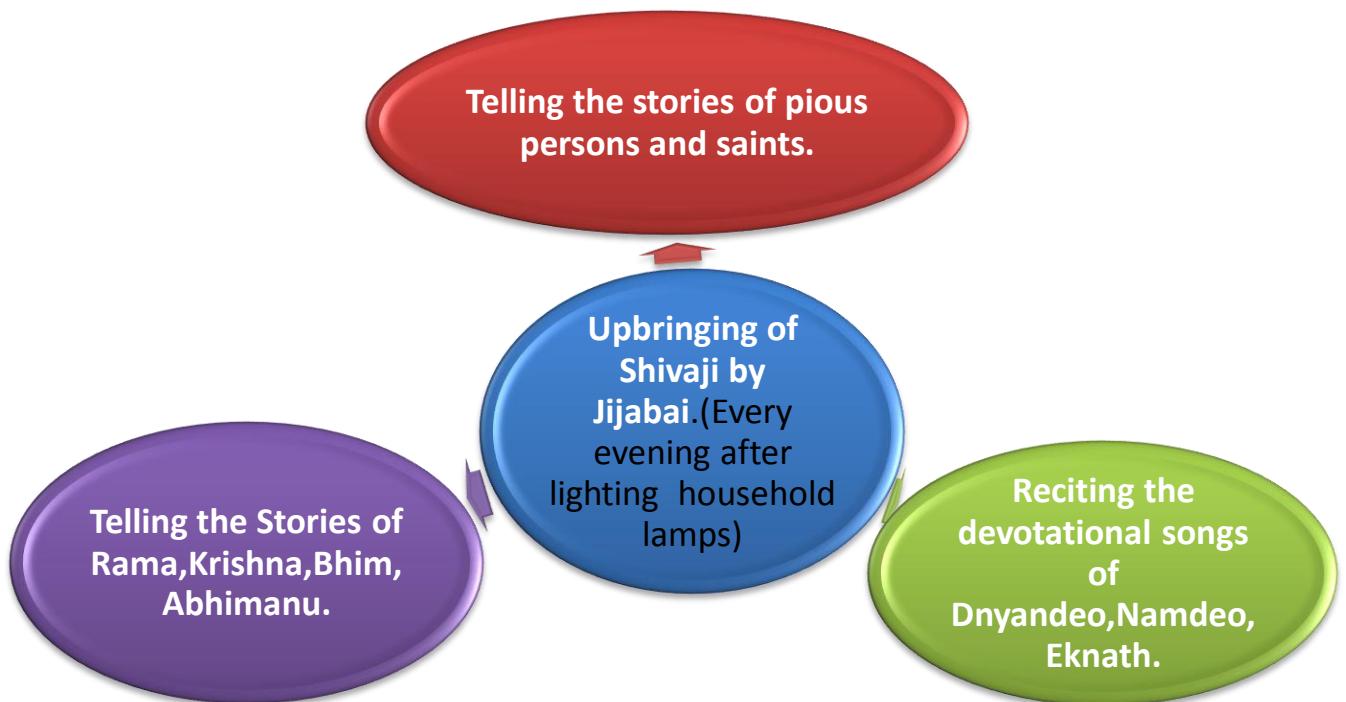 Telling the stories of pious
persons and saints.
Upbringing of
Shivaji by
Jijabai.(Every
evening after
lighting household
lamps)
Telling the Stories of
Rama,Krishna,Bhim,
Abhimanu.
Reciting the
devotational songs
of
Dnyandeo,Namdeo,
Eknath.